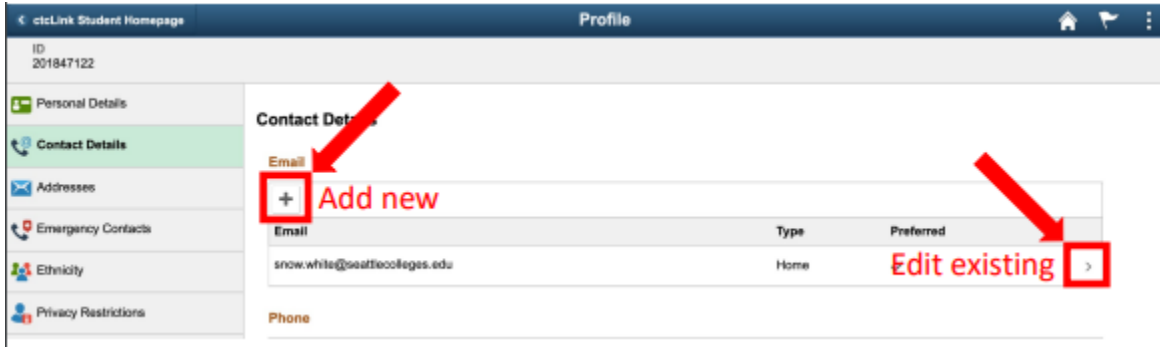 ctcLink Student Homepage
Profile
ID
201847122
Personal Details
Contact Details
Addresses
Emergency Contacts
Ethnicity
Privacy Restrictions
Contact Details
Email
+ Add new
Email Type Preferred
snow.white@seattlecolleges.edu Home Edit existing
Phone